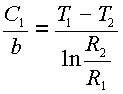 C₁/b = (T₁ − T₂)/(ln(R₂/R₁))